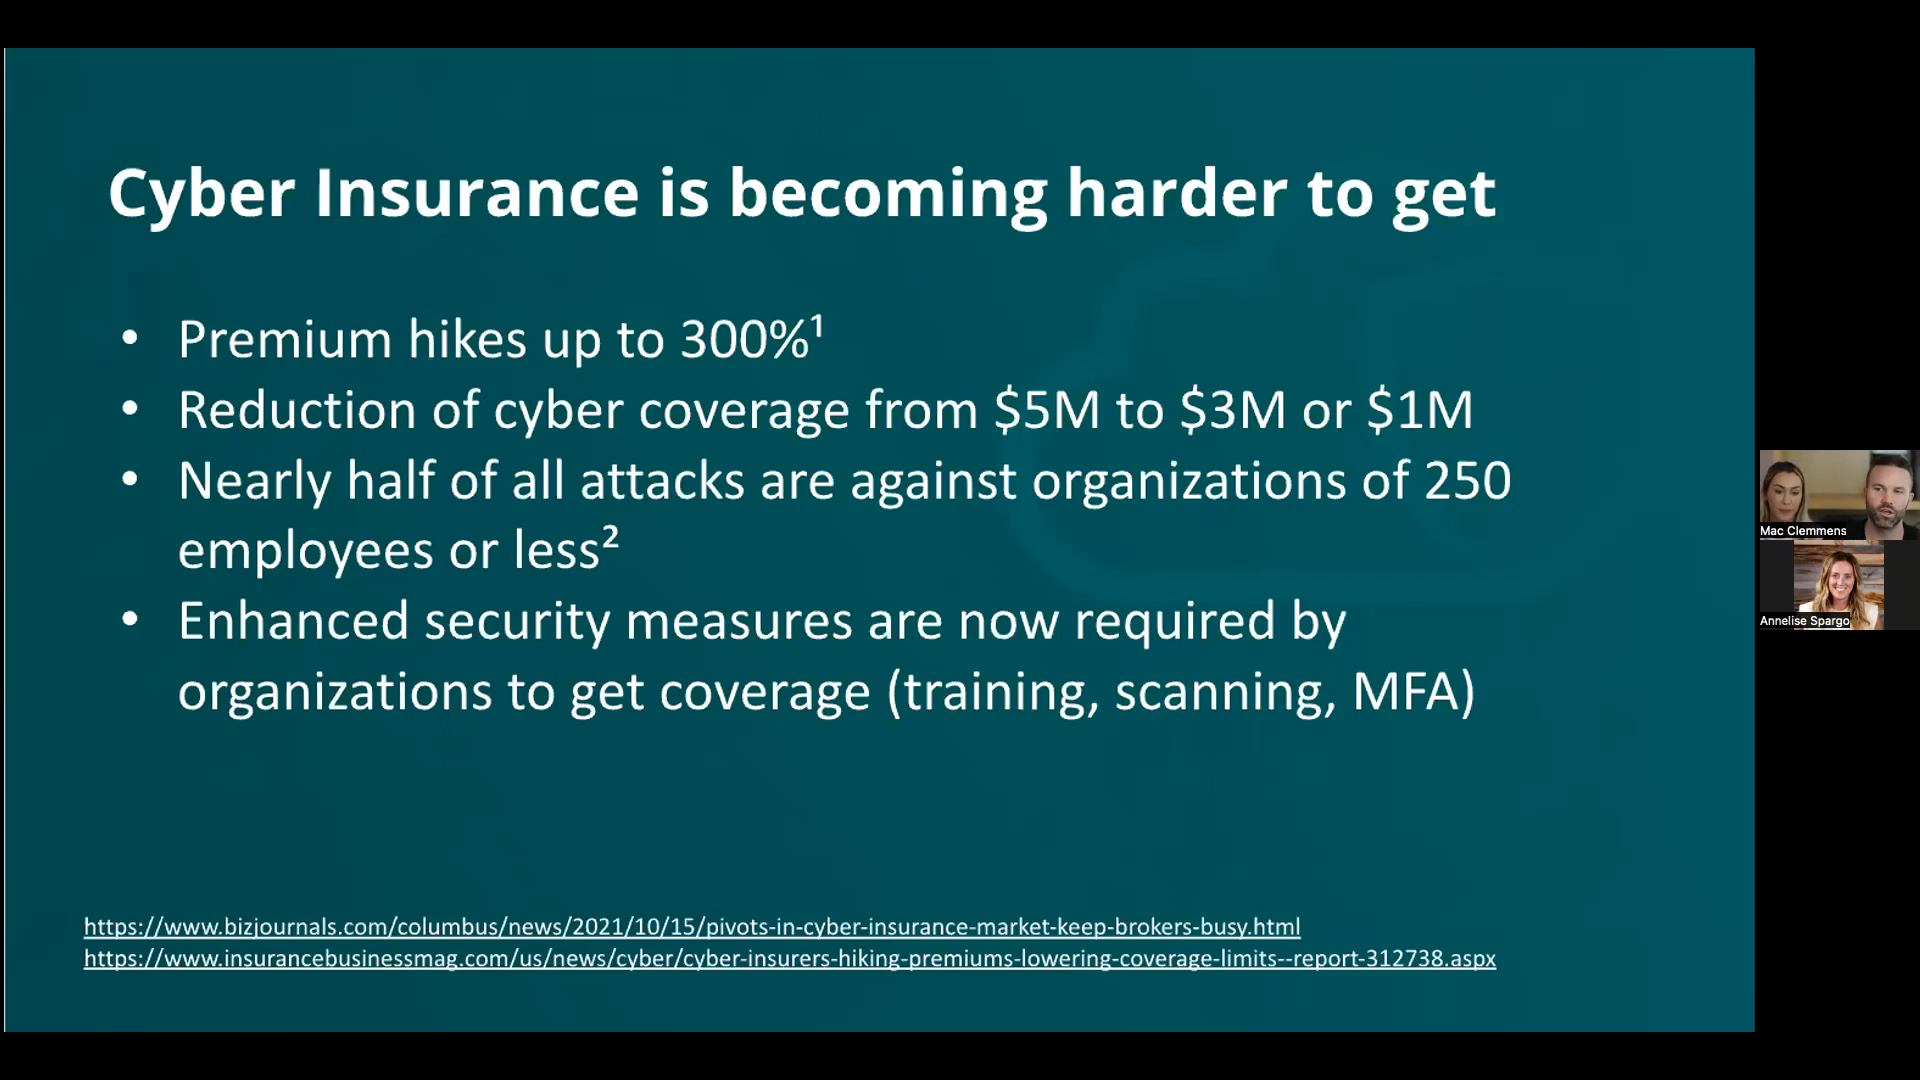 Cyber Insurance is becoming harder to get
• Premium hikes up to 300%¹
• Reduction of cyber coverage from $5M to $3M or $1M
• Nearly half of all attacks are against organizations of 250
employees or less²
• Enhanced security measures are now required by
organizations to get coverage (training, scanning, MFA)
https://www.bizjournals.com/columbus/news/2021/10/15/pivots-in-cyber-insurance-market-keep-brokers-busy.html
https://www.insurancebusinessmag.com/us/news/cyber/cyber-insurers-hiking-premiums-lowering-coverage-limits--report-312738.aspx
Mac Clemmens
Annelise Spargo